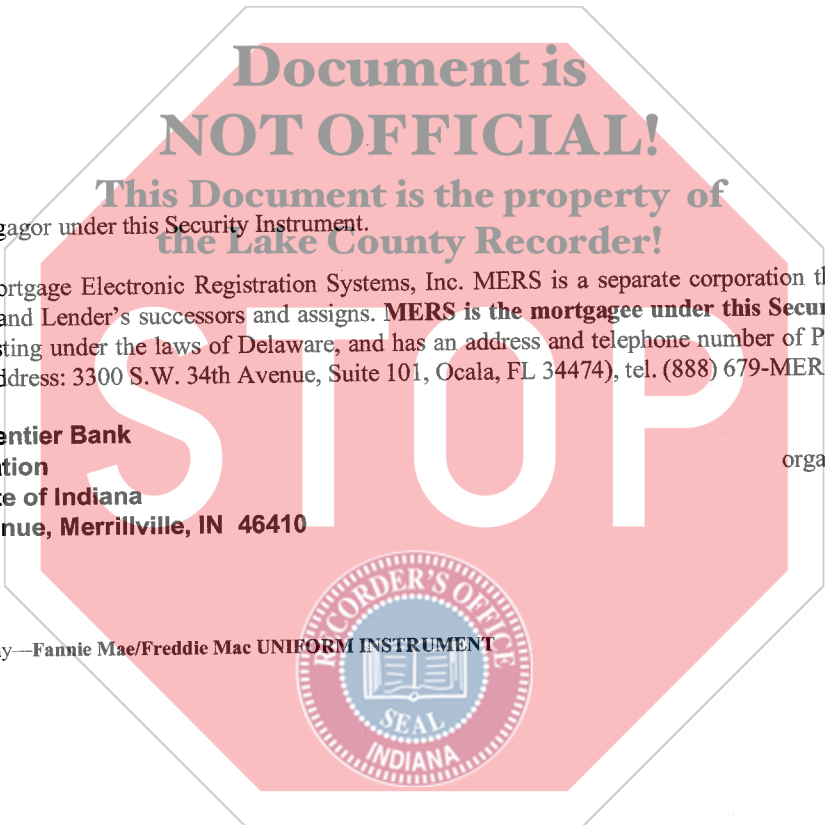 Document is
NOT OFFICIAL!
This Document is the property of
gagor under this Security Instrument.
the Lake County Recorder!
ortgage Electronic Registration Systems, Inc. MERS is a separate corporation th
and Lender's successors and assigns. MERS is the mortgagee under this Secur
sting under the laws of Delaware, and has an address and telephone number of P
ddress: 3300 S.W. 34th Avenue, Suite 101, Ocala, FL 34474), tel. (888) 679-MER
STOP
entier Bank
tion
orga
te of Indiana
nue, Merrillville, IN 46410
RECORDER'S OFFICE
y—Fannie Mae/Freddie Mac UNIFORM INSTRUMENT
SEAL
INDIANA